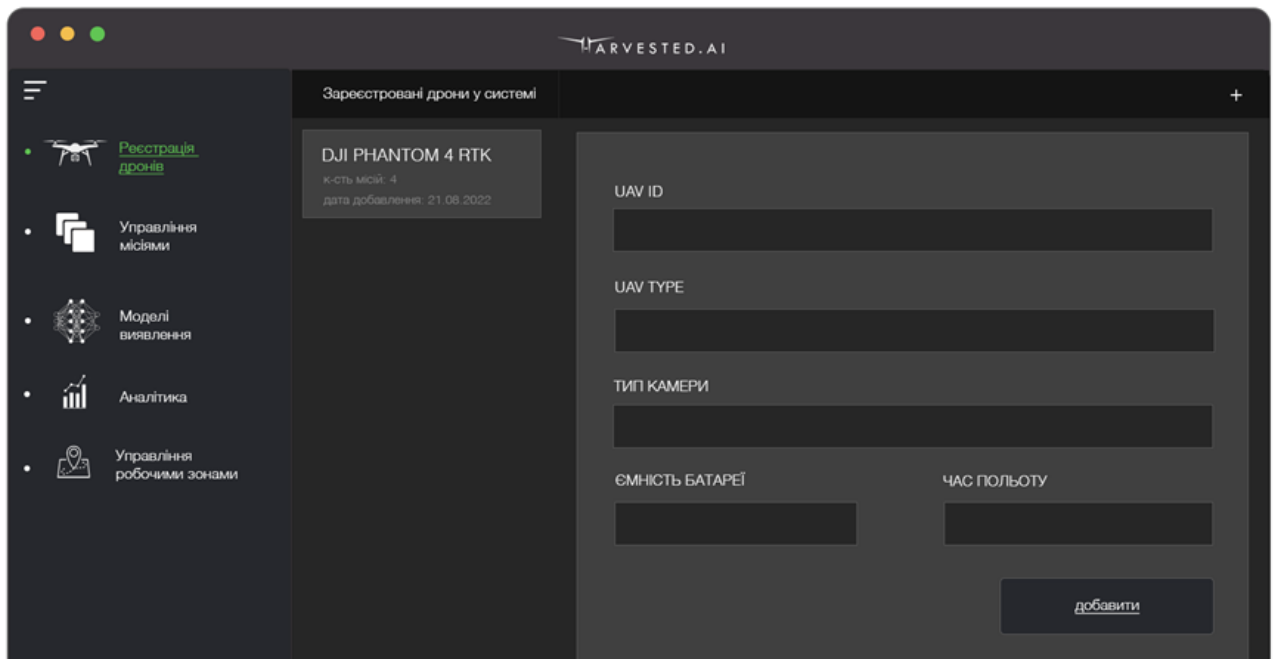 HARVESTED.AI
Зареєстровані дрони у системі
+
Реєстрація
дронів
Управління
місіями
Моделі
виявлення
Аналітика
Управління
робочими зонами
DJI PHANTOM 4 RTK
к-сть місій: 4
дата добавлення: 21.08.2022
UAV ID
UAV TYPE
ТИП КАМЕРИ
ЄМНІСТЬ БАТАРЕЇ
ЧАС ПОЛЬОТУ
добавити